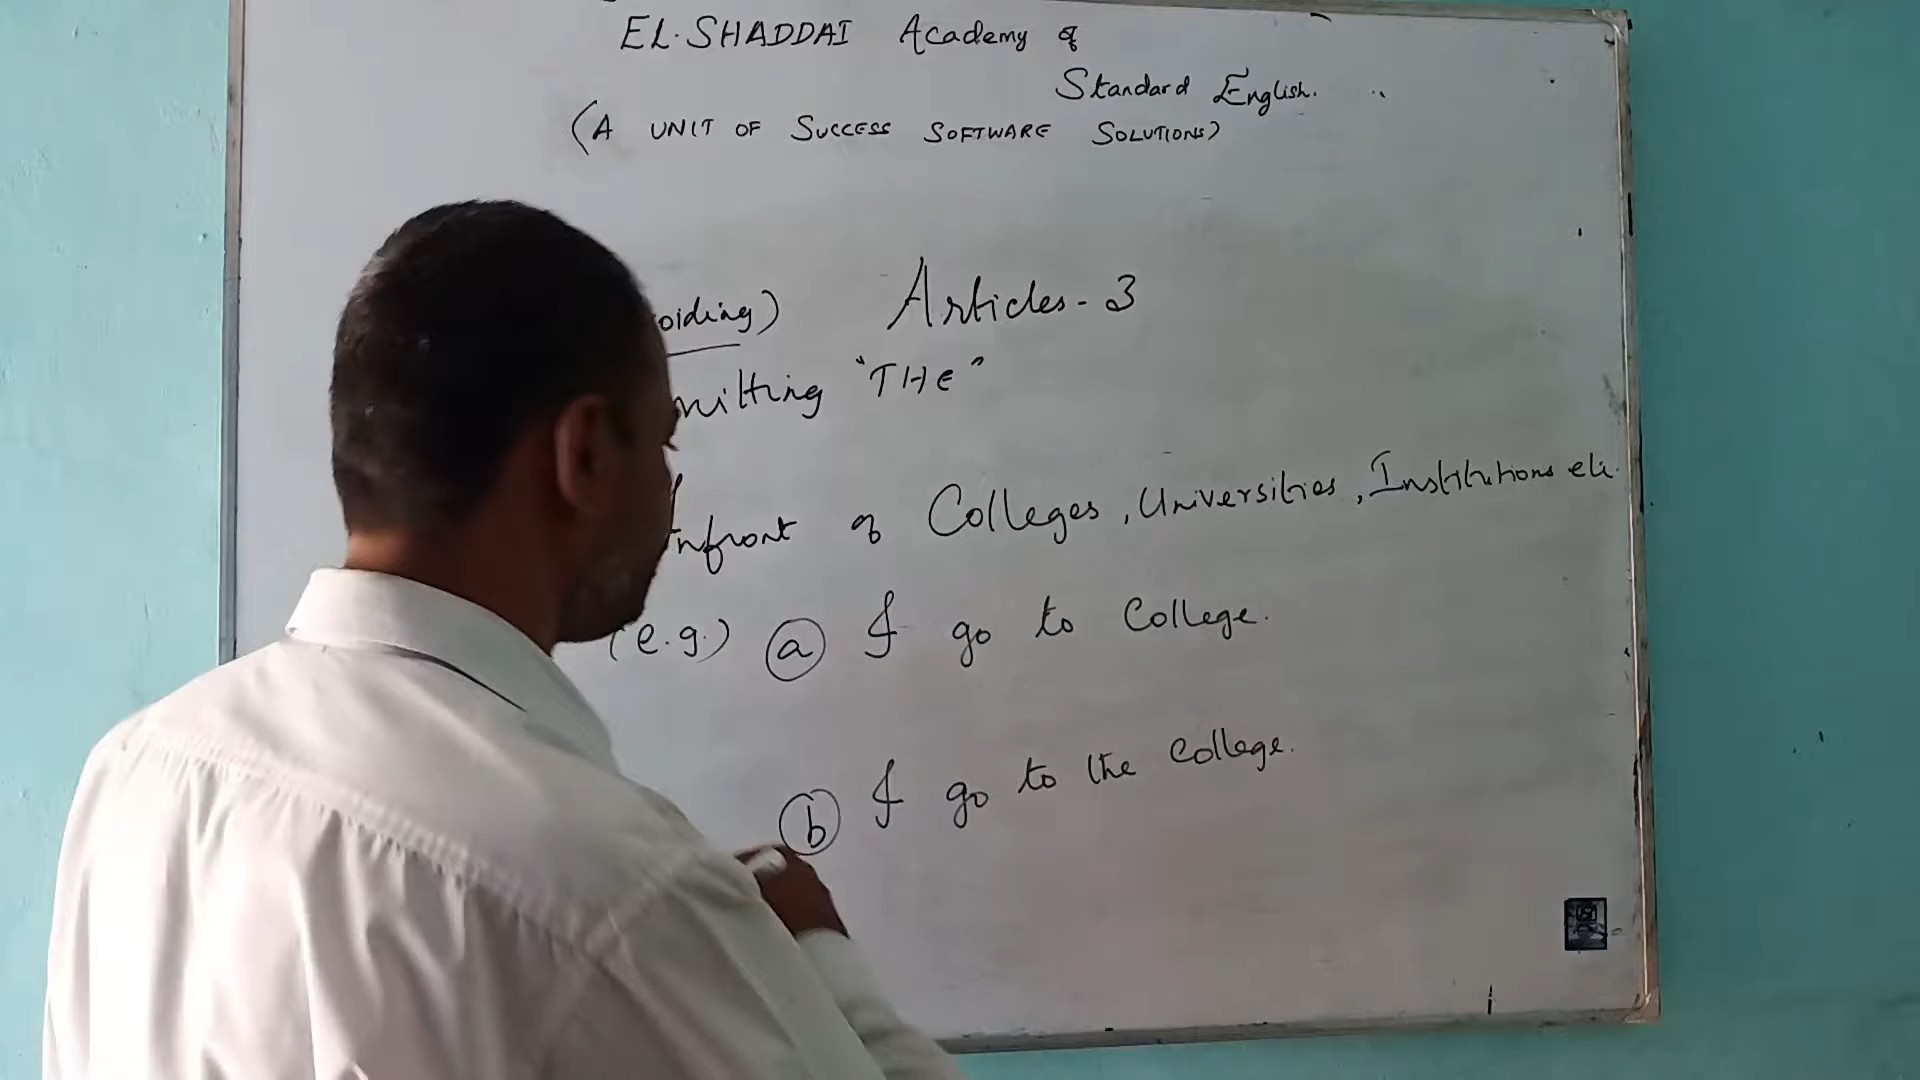 EL.SHADDAI Academy of
Standard English.
(A UNIT OF SUCCESS SOFTWARE SOLUTIONS)
oiding) Articles - 3
mitting "THE"
nfront of Colleges, Universities, Institutions etc.
(e.g.) (a) I go to College.
(b) I go to the College.